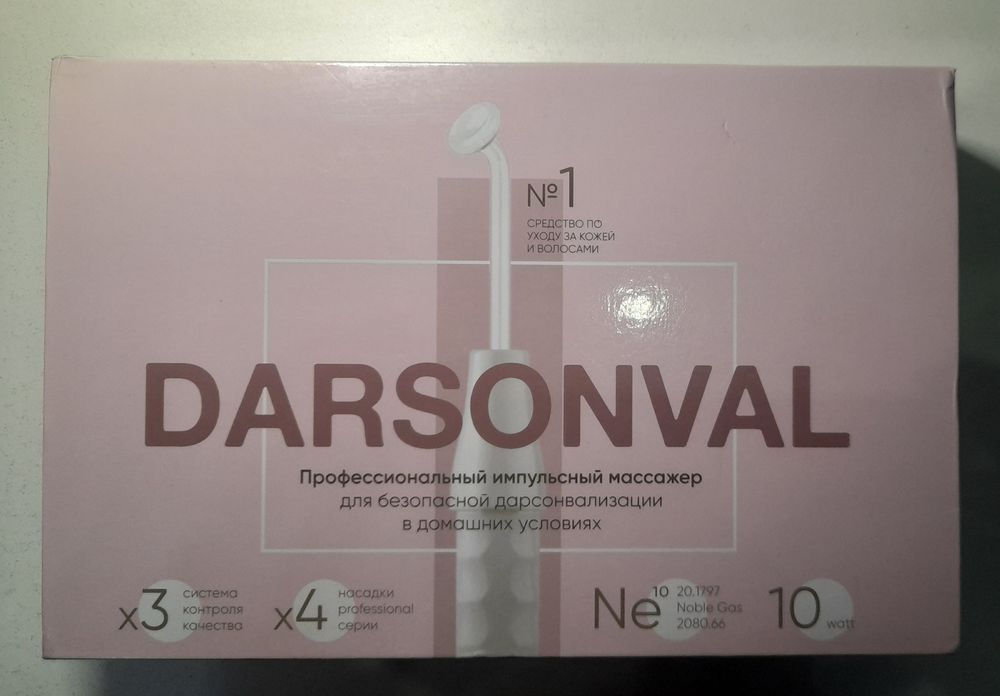 №1
СРЕДСТВО ПО
УХОДУ ЗА КОЖЕЙ
И ВОЛОСАМИ
DARSONVAL
Профессиональный импульсный массажер
для безопасной дарсонвализации
в домашних условиях
x3 система
контроля
качества
x4 насадки
professional
серии
Ne 10 20.1797
Noble Gas
2080.66
10 watt